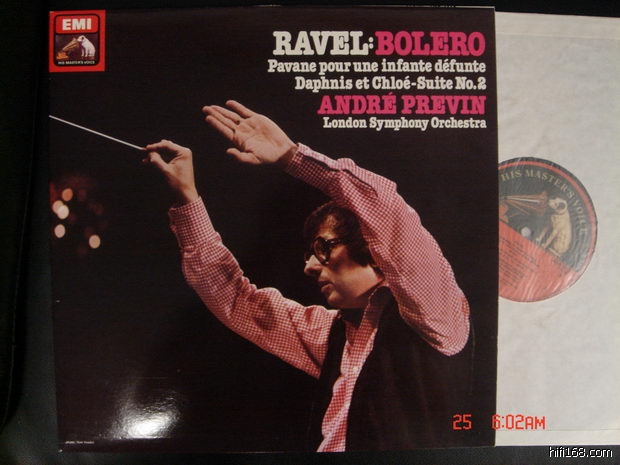 EMI
HIS MASTER'S VOICE
RAVEL: BOLERO
Pavane pour une infante défunte
Daphnis et Chloé-Suite No.2
ANDRÉ PREVIN
London Symphony Orchestra
HIS MASTER'S VOICE
25 6:02AM
hifi168.com